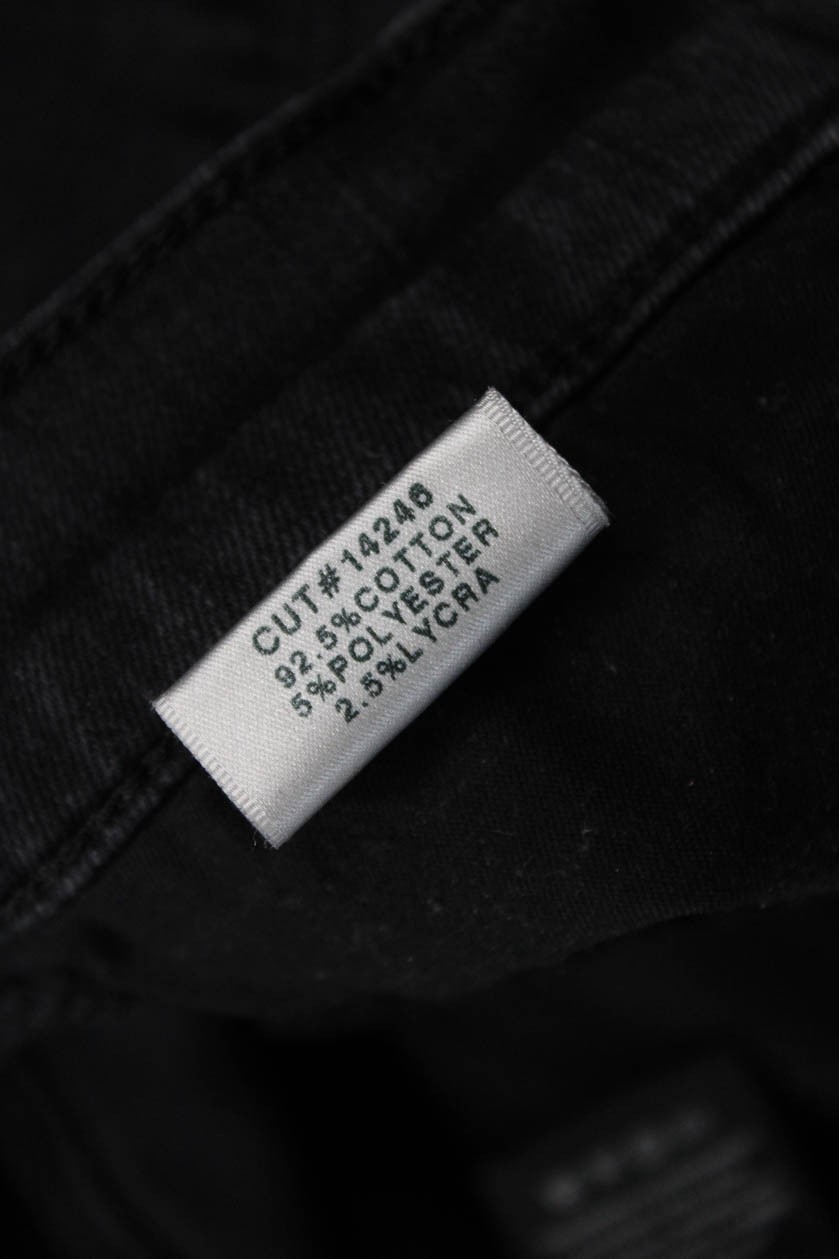 CUT#14246
92.5%COTTON
5%POLYESTER
2.5%LYCRA